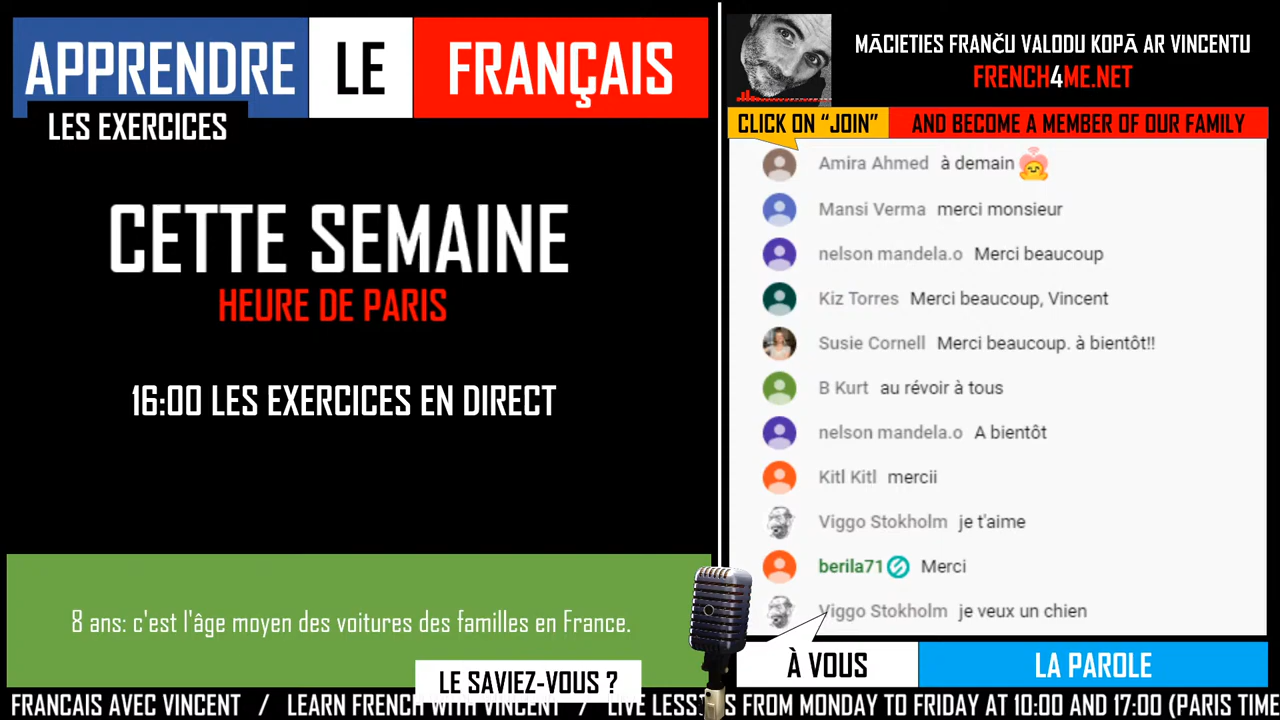 APPRENDRE LE FRANÇAIS
LES EXERCICES
CETTE SEMAINE
HEURE DE PARIS
16:00 LES EXERCICES EN DIRECT
8 ans: c'est l'âge moyen des voitures des familles en France.
LE SAVIEZ-VOUS ?
MĀCIETIES FRANČU VALODU KOPĀ AR VINCENTU
FRENCH4ME.NET
CLICK ON “JOIN” AND BECOME A MEMBER OF OUR FAMILY
Amira Ahmed à demain
Mansi Verma merci monsieur
nelson mandela.o Merci beaucoup
Kiz Torres Merci beaucoup, Vincent
Susie Cornell Merci beaucoup. à bientôt!!
B Kurt au révoir à tous
nelson mandela.o A bientôt
Kitl Kitl mercii
Viggo Stokholm je t'aime
berila71 Merci
Viggo Stokholm je veux un chien
À VOUS LA PAROLE
FRANCAIS AVEC VINCENT / LEARN FRENCH WITH VINCENT / LIVE FROM MONDAY TO FRIDAY AT 10:00 AND 17:00 (PARIS TIME